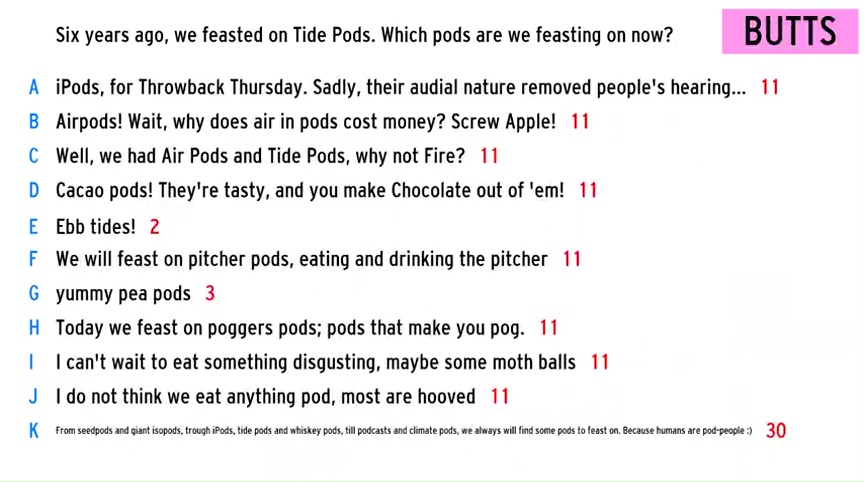 Six years ago, we feasted on Tide Pods. Which pods are we feasting on now?
BUTTS
A iPods, for Throwback Thursday. Sadly, their audial nature removed people's hearing... 11
B Airpods! Wait, why does air in pods cost money? Screw Apple! 11
C Well, we had Air Pods and Tide Pods, why not Fire? 11
D Cacao pods! They're tasty, and you make Chocolate out of 'em! 11
E Ebb tides! 2
F We will feast on pitcher pods, eating and drinking the pitcher 11
G yummy pea pods 3
H Today we feast on poggers pods; pods that make you pog. 11
I I can't wait to eat something disgusting, maybe some moth balls 11
J I do not think we eat anything pod, most are hooved 11
K From seedpods and giant isopods, trough iPods, tide pods and whiskey pods, till podcasts and climate pods, we always will find some pods to feast on. Because humans are pod-people :) 30